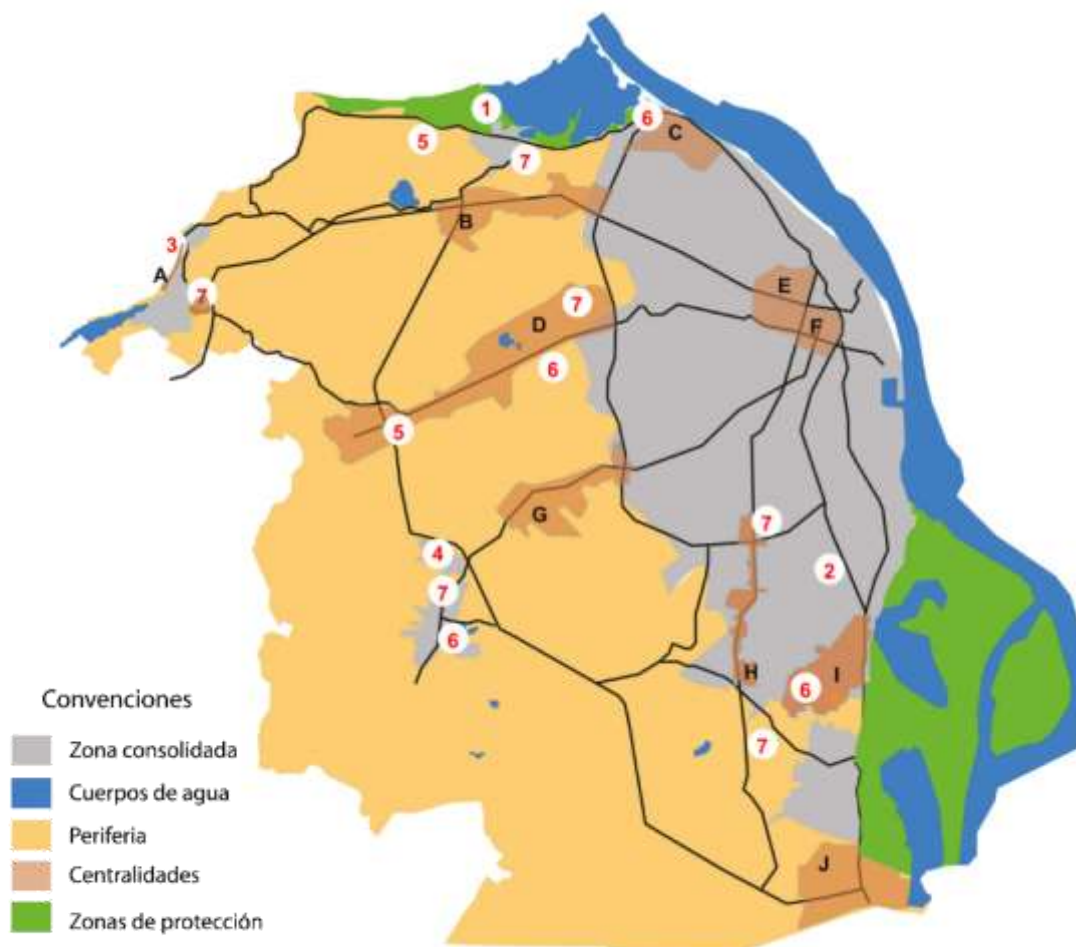 1
6
C
5
7
B
3
A
7
E
7
D
F
6
5
G
7
4
2
7
6
H
I
6
7
J
Convenciones
Zona consolidada
Cuerpos de agua
Periferia
Centralidades
Zonas de protección